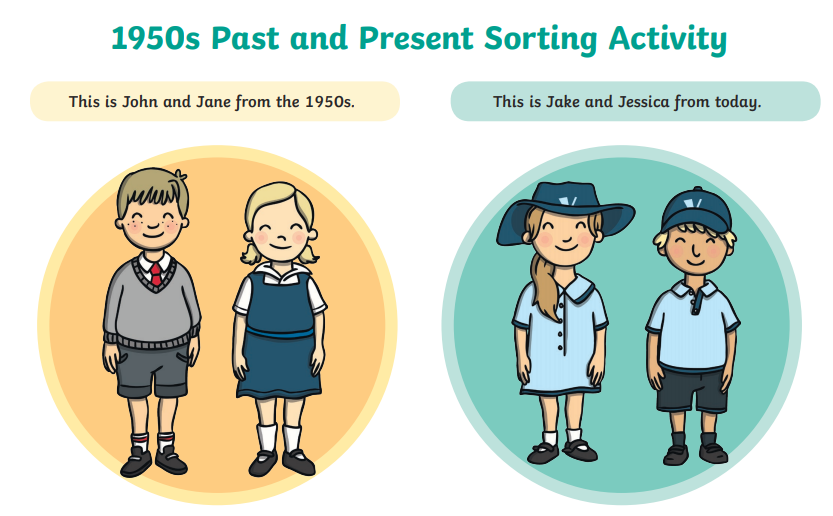 1950s Past and Present Sorting Activity
This is John and Jane from the 1950s.
This is Jake and Jessica from today.